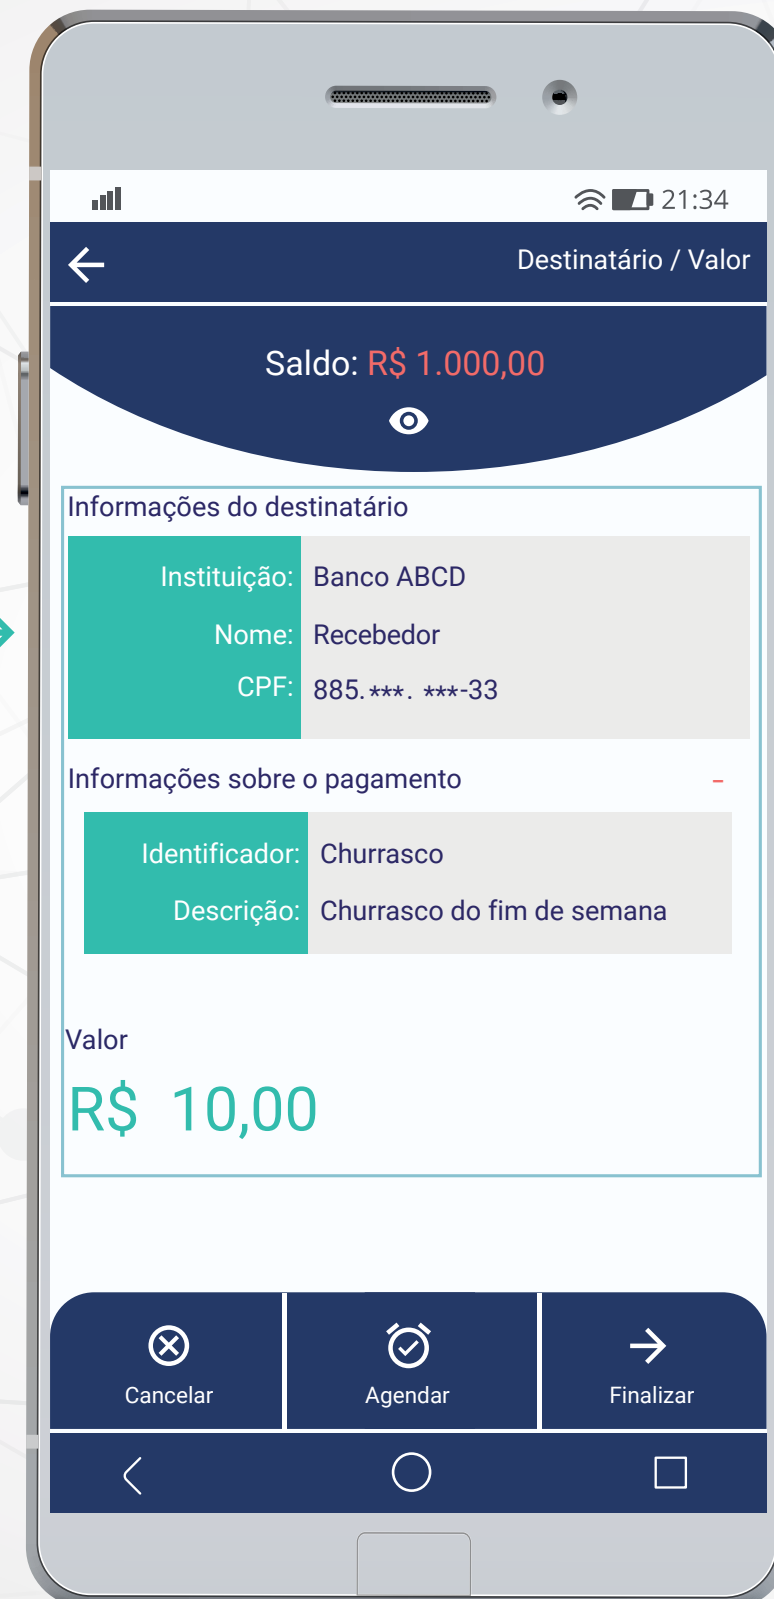 21:34
Destinatário / Valor
Saldo: R$ 1.000,00
Informações do destinatário
Instituição: Banco ABCD
Nome: Recebedor
CPF: 885.***. ***-33
Informações sobre o pagamento -
Identificador: Churrasco
Descrição: Churrasco do fim de semana
Valor
R$ 10,00
Cancelar Agendar Finalizar